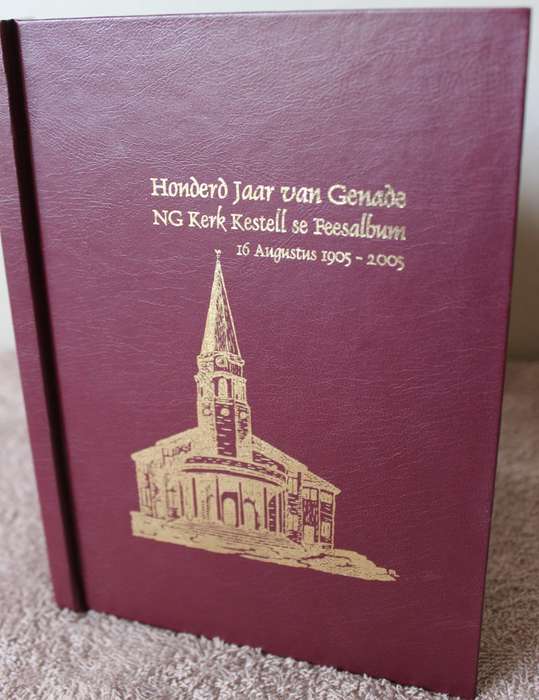 Honderd Jaar van Genade
NG Kerk Kestell se Feesalbum
16 Augustus 1905 - 2005